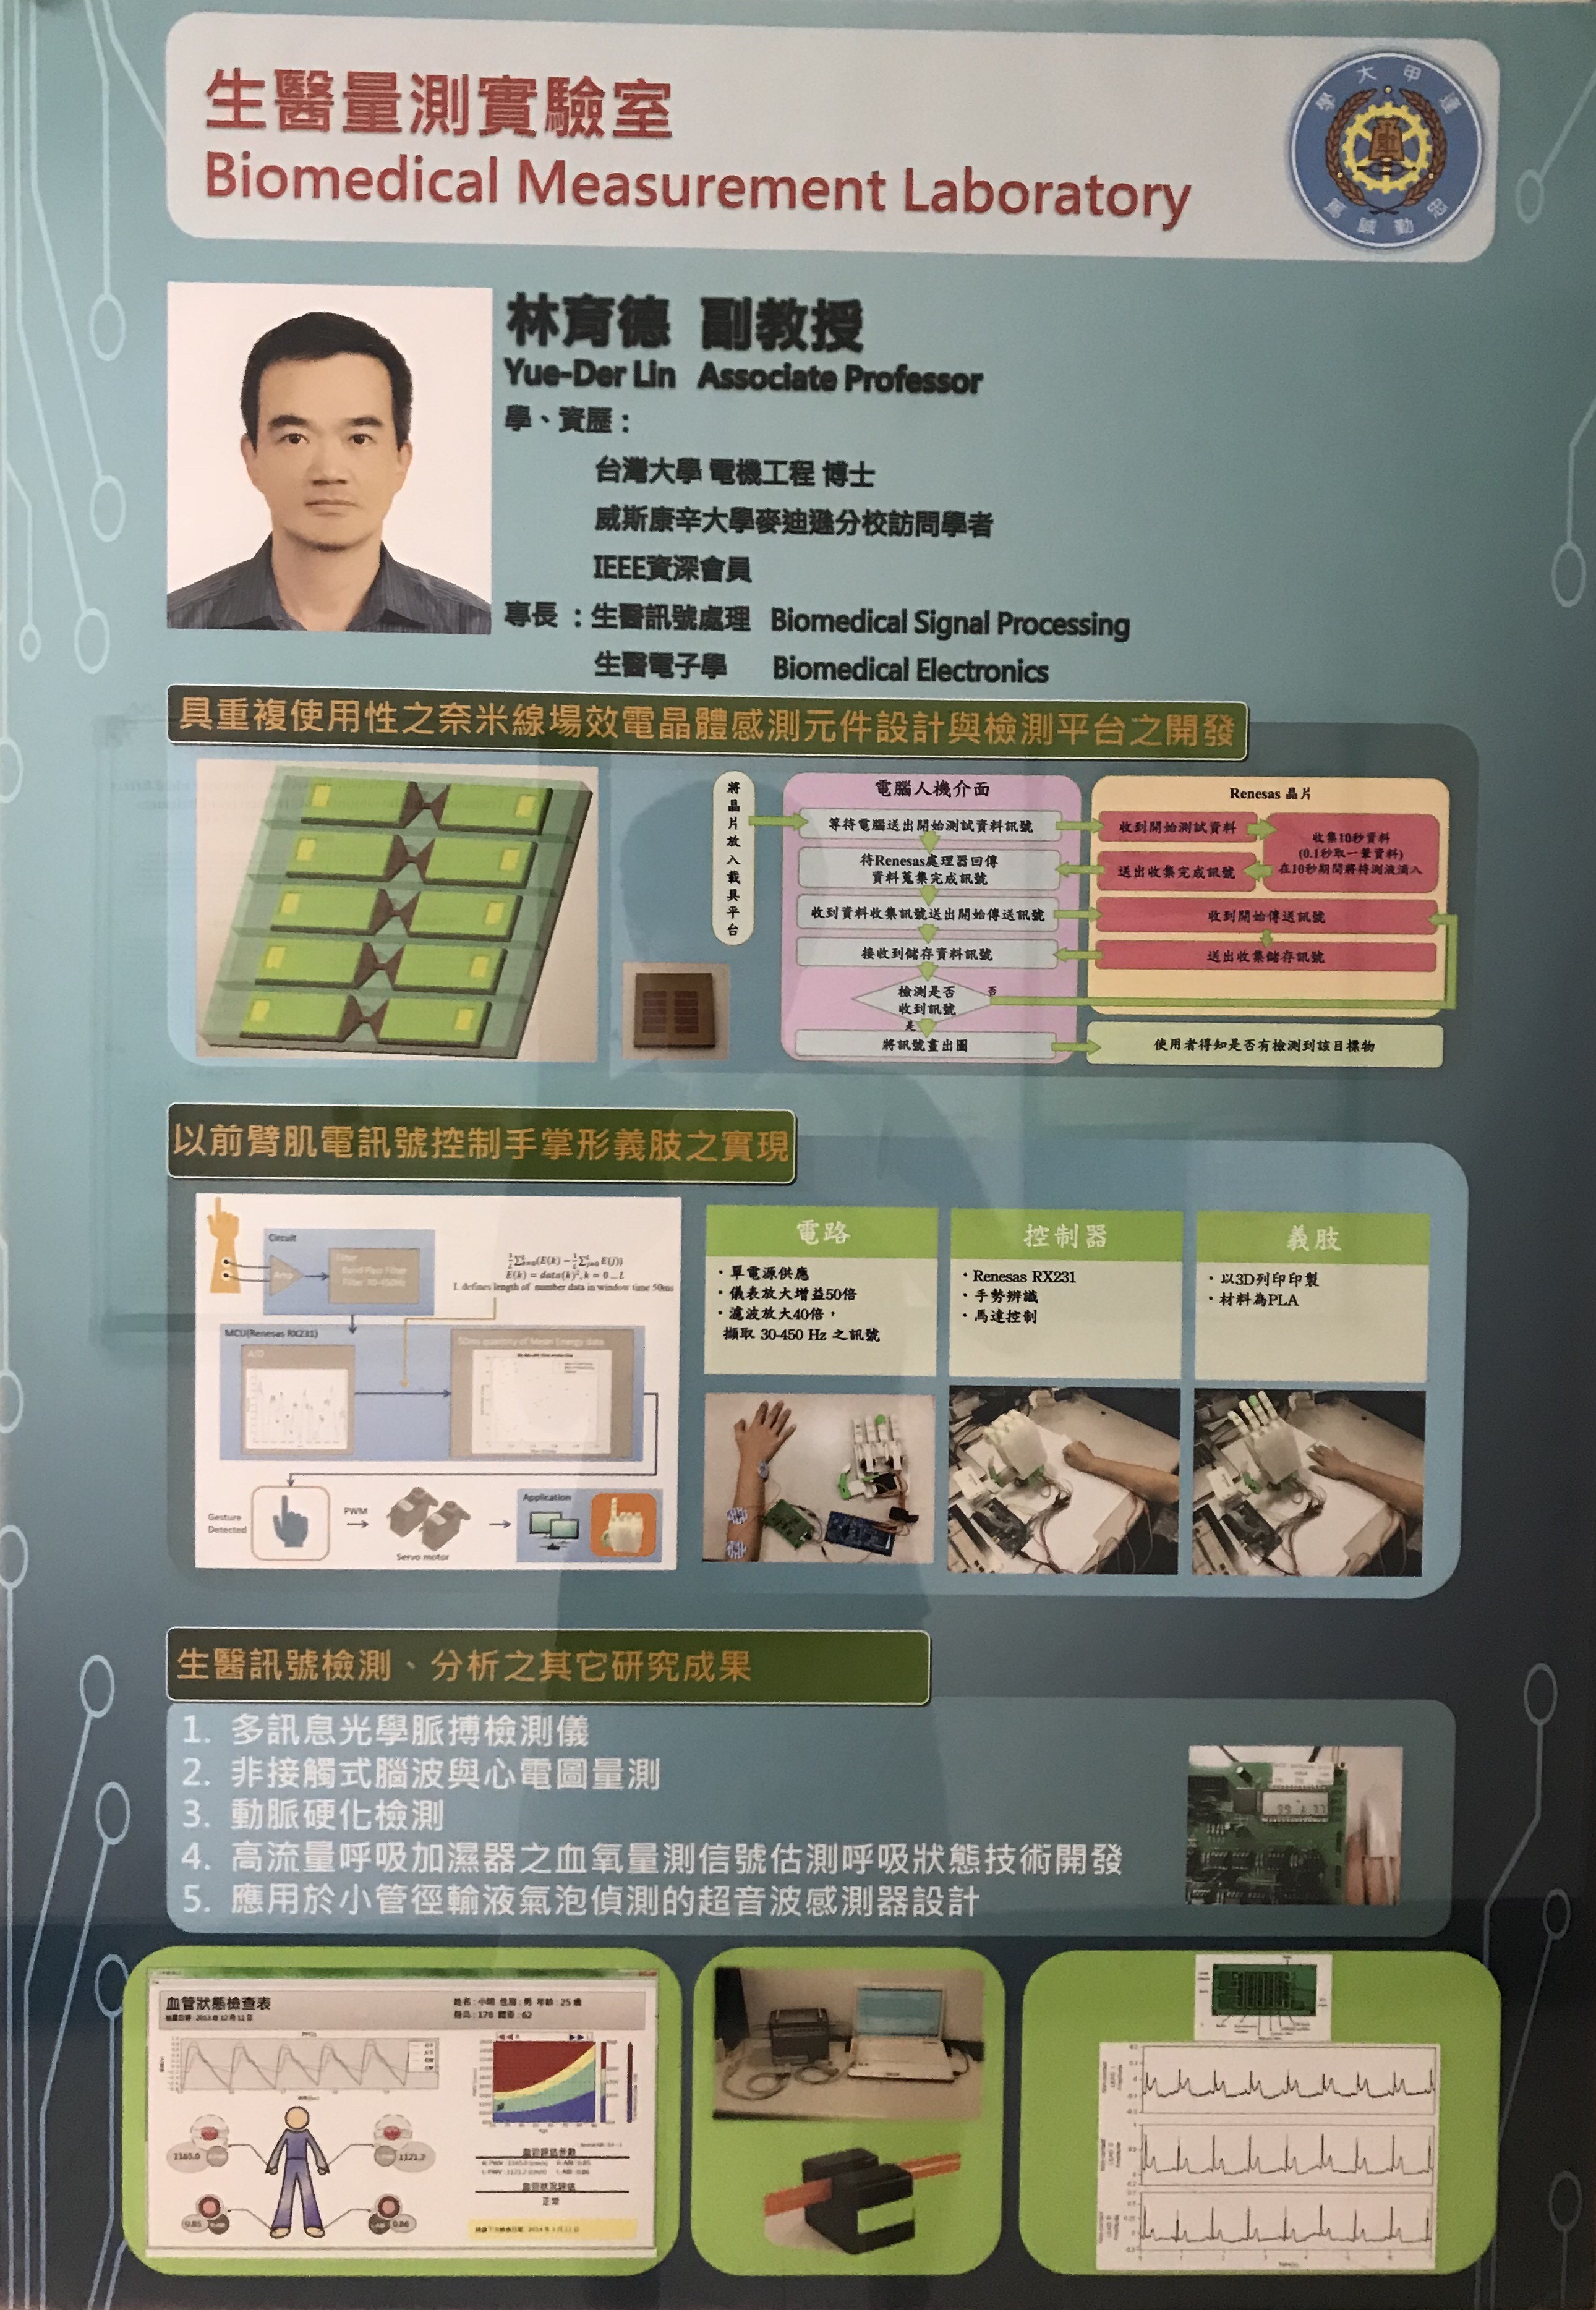 生醫量測實驗室
Biomedical Measurement Laboratory
學大甲逢
篤誠勤忠
林育德 副教授
Yue-Der Lin Associate Professor
學、資歷：
台灣大學 電機工程 博士
威斯康辛大學麥迪遜分校訪問學者
IEEE資深會員
專長：生醫訊號處理 Biomedical Signal Processing
生醫電子學 Biomedical Electronics
具重複使用性之奈米線場效電晶體感測元件設計與檢測平台之開發
將晶片放入載具平台
電腦人機介面
等待電腦送出開始測試資料訊號
待Renesas處理器回傳
資料蒐集完成訊號
收到資料收集訊號送出開始傳送訊號
接收到儲存資料訊號
檢測是否
收到訊號
否
是
將訊號畫出圖
Renesas 晶片
收到開始測試資料
收集10秒資料
(0.1秒取一筆資料)
在10秒期間將待測液滴入
送出收集完成訊號
收到開始傳送訊號
送出收集儲存訊號
使用者得知是否有檢測到該目標物
以前臂肌電訊號控制手掌形義肢之實現
Circuit
Amp
Filter
Band Pass Filter
Filter 30-450Hz
E(k) = data(k)², k = 0 ... L
L defines length of number data in window time 50ms
MCU(Renesas RX231)
A/D
50ms quantity of Mean Energy data
Gesture
Detected
PWM
Servo motor
Application
電路
・單電源供應
・儀表放大增益50倍
・濾波放大40倍，
擷取 30-450 Hz 之訊號
控制器
・Renesas RX231
・手勢辨識
・馬達控制
義肢
・以3D列印印製
・材料為PLA
生醫訊號檢測、分析之其它研究成果
1. 多訊息光學脈搏檢測儀
2. 非接觸式腦波與心電圖量測
3. 動脈硬化檢測
4. 高流量呼吸加濕器之血氧量測信號估測呼吸狀態技術開發
5. 應用於小管徑輸液氣泡偵測的超音波感測器設計
血管狀態檢查表
檢量日期：2013 年 12 月 11 日
姓名：小明 性別：男 年齡：25 歲
身高：178 體重：62
1165.0
1121.2
0.85
0.86
血管評估參數
血管狀況評估
正常